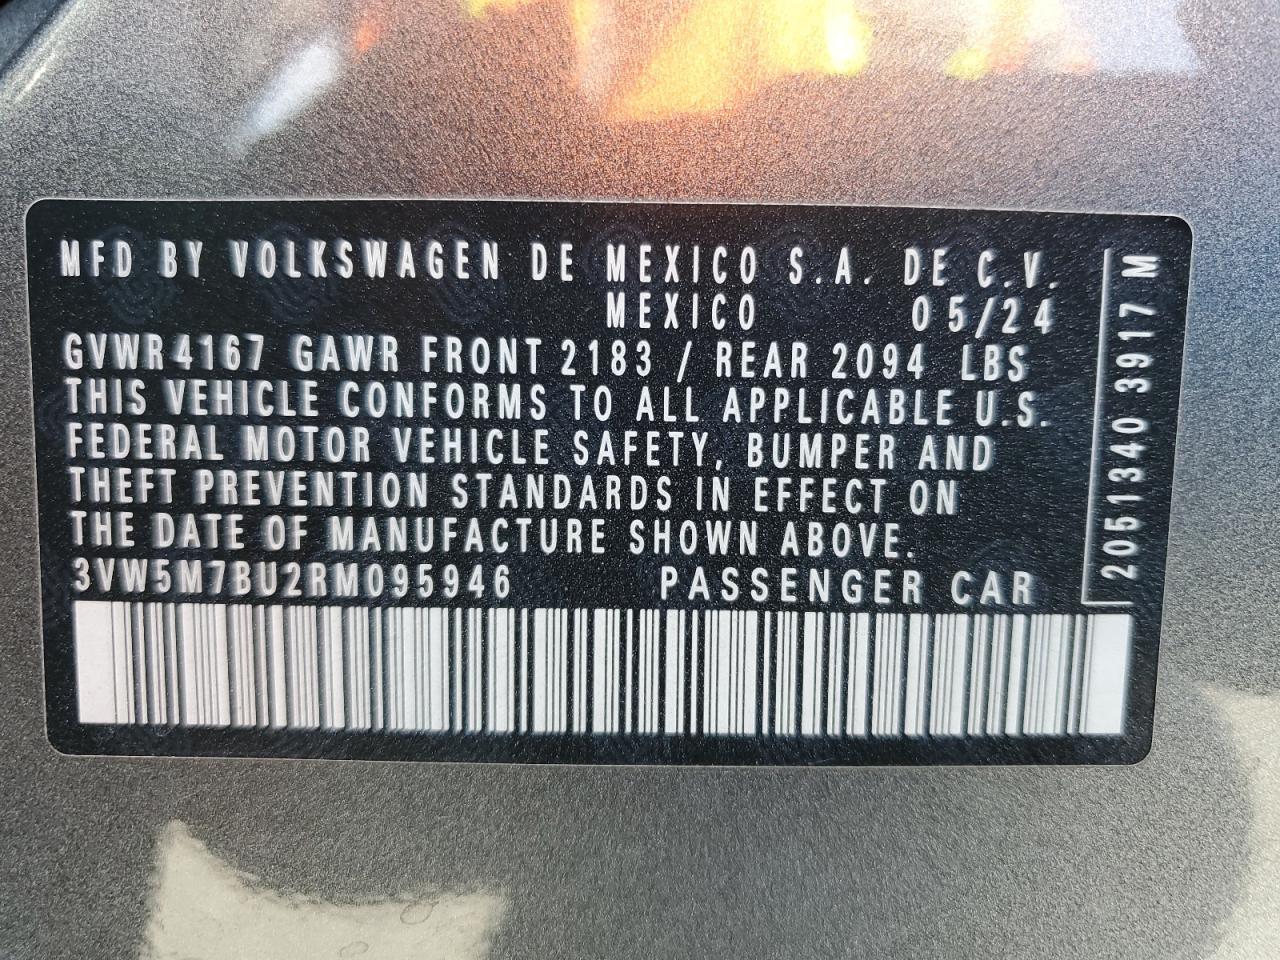 MFD BY VOLKSWAGEN DE MEXICO S.A. DE C.V.
MEXICO 05/24
GVWR 4167 GAWR FRONT 2183 / REAR 2094 LBS
THIS VEHICLE CONFORMS TO ALL APPLICABLE U.S.
FEDERAL MOTOR VEHICLE SAFETY, BUMPER AND
THEFT PREVENTION STANDARDS IN EFFECT ON
THE DATE OF MANUFACTURE SHOWN ABOVE.
3VW5M7BU2RM095946 PASSENGER CAR
2051340 3917 M